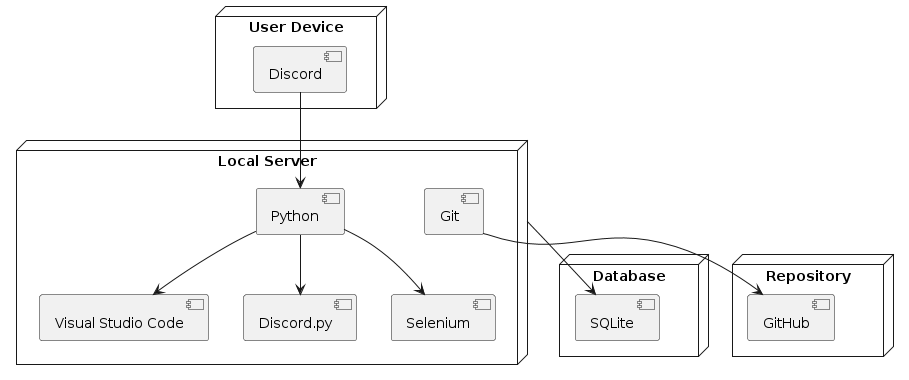 User Device
Discord
Local Server
Python
Git
Database
Repository
Visual Studio Code
Discord.py
Selenium
SQLite
GitHub